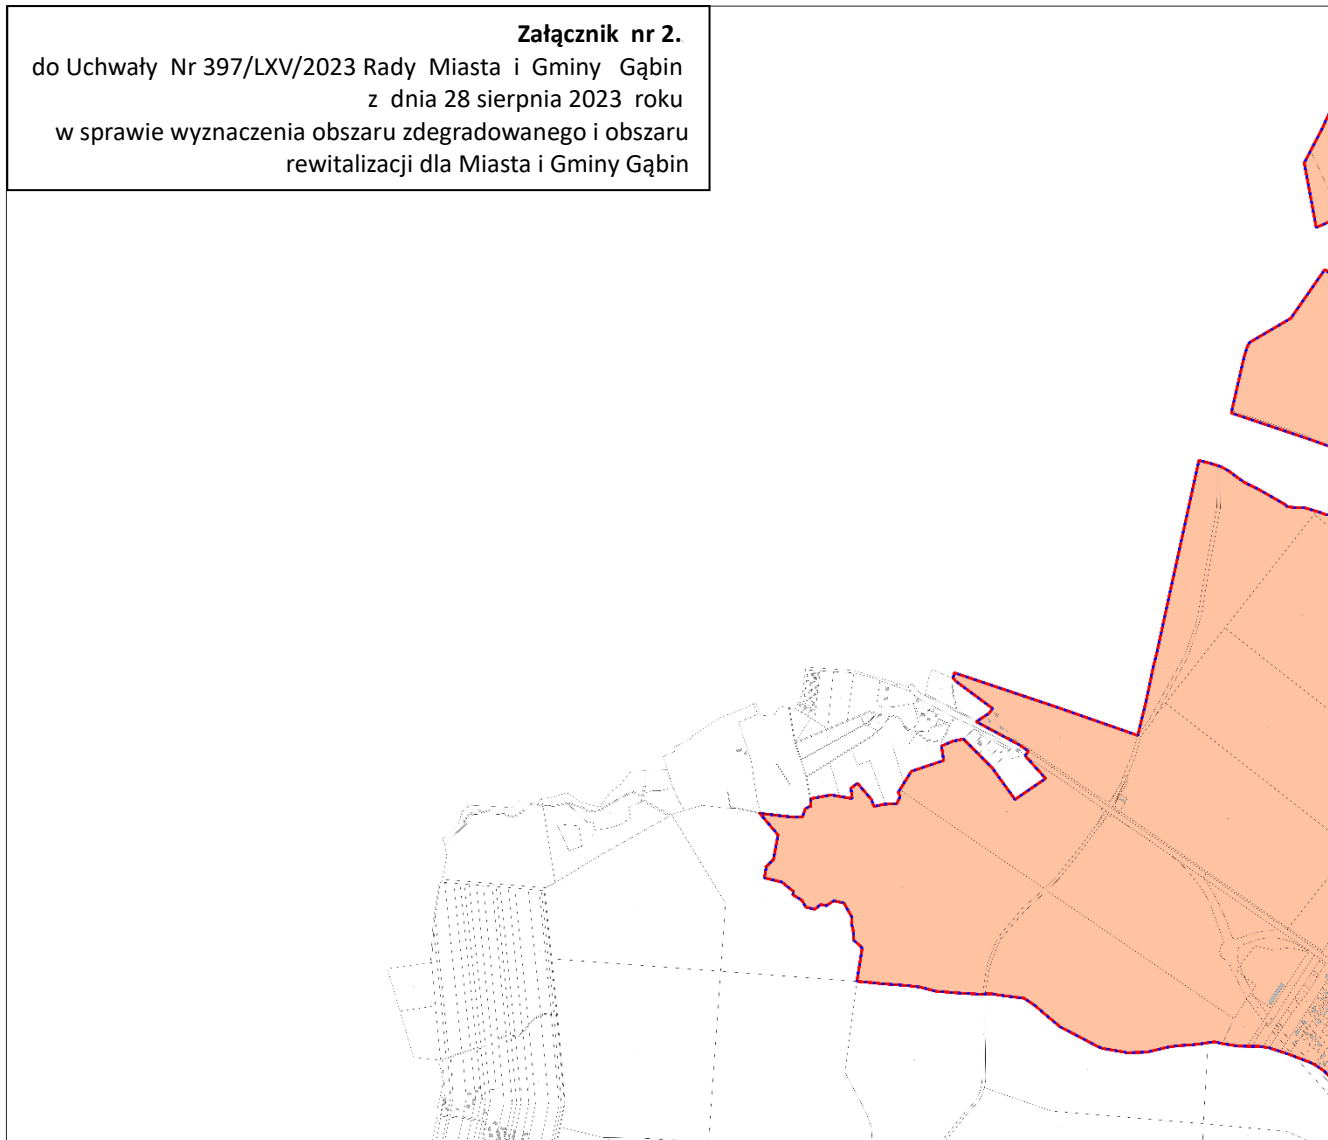 Załącznik nr 2.
do Uchwały Nr 397/LXV/2023 Rady Miasta i Gminy Gąbin
z dnia 28 sierpnia 2023 roku
w sprawie wyznaczenia obszaru zdegradowanego i obszaru
rewitalizacji dla Miasta i Gminy Gąbin